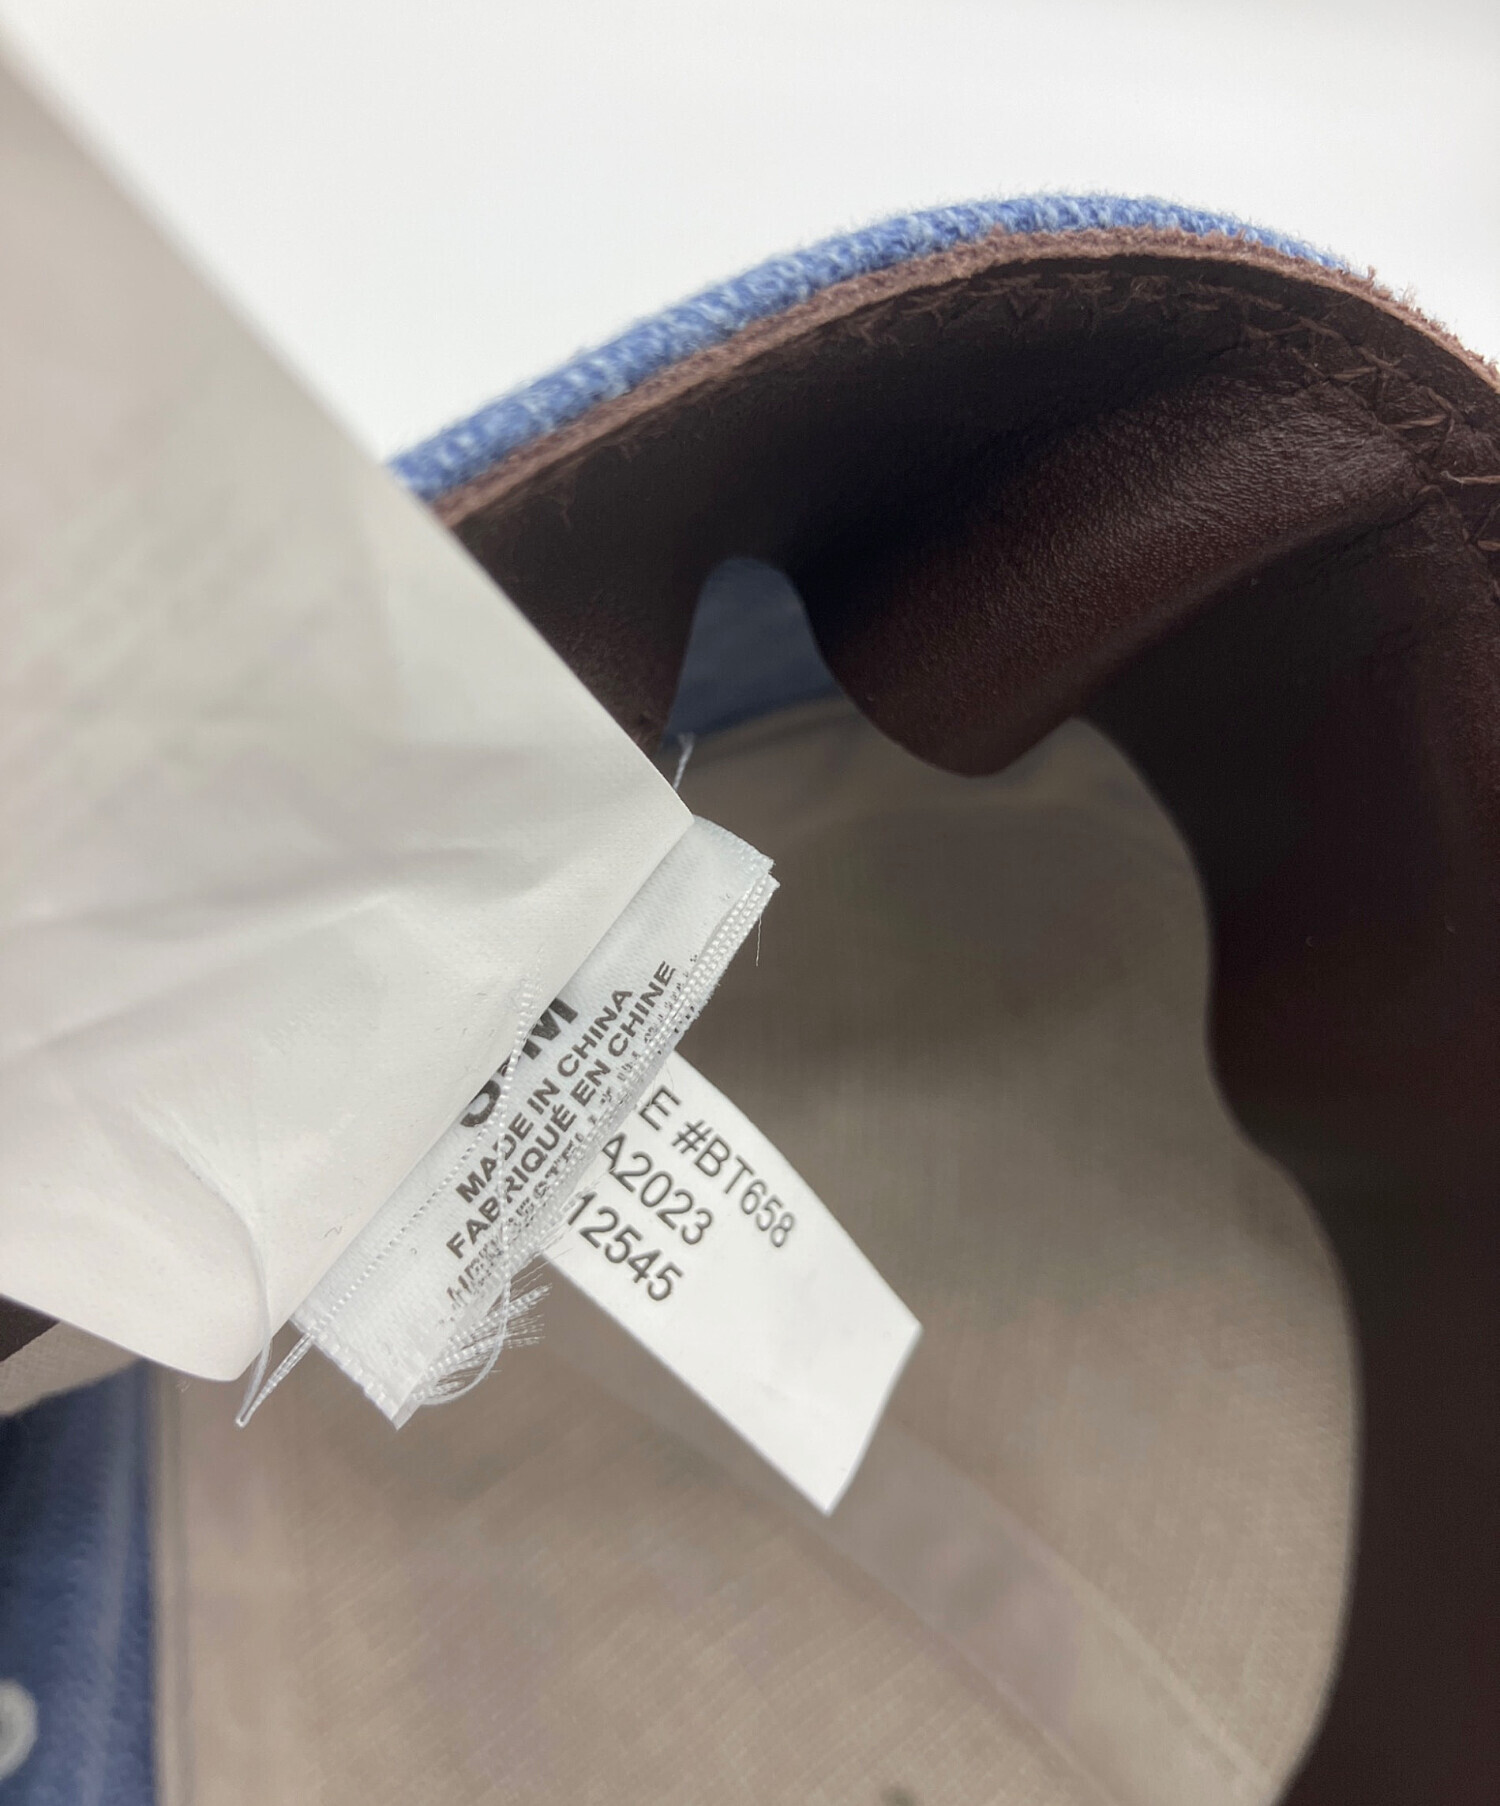 MADE IN CHINA
FABRIQUÉ EN CHINE
E #BT658
A2023
12545